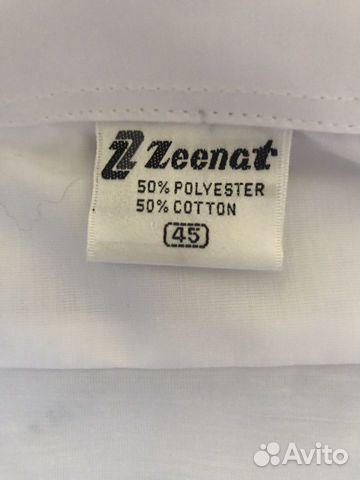 Z Zeenat
50% POLYESTER
50% COTTON
45
Avito